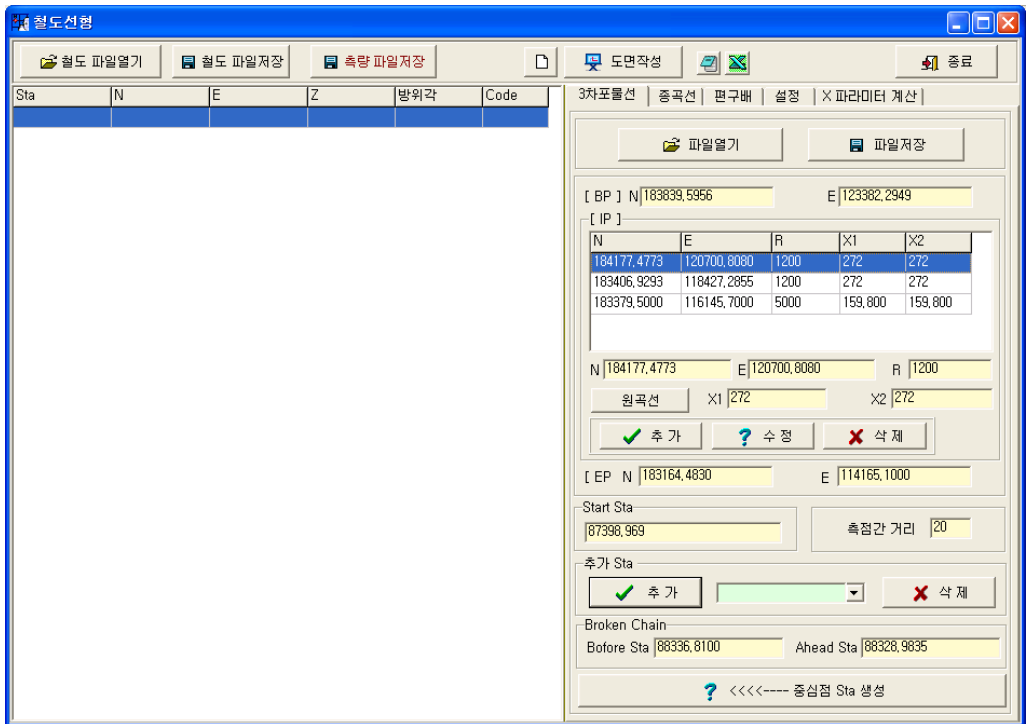 철도선형
철도 파일열기 철도 파일저장 측량 파일저장 도면작성 종료
Sta N E Z 방위각 Code
3차포물선 종곡선 편구배 설정 X 파라미터 계산
파일열기 파일저장
[ BP ] N 183839,5956 E 123382,2949
[ IP ]
N E R X1 X2
184177,4773 120700,8080 1200 272 272
183406,9293 118427,2855 1200 272 272
183379,5000 116145,7000 5000 159,800 159,800
N 184177,4773 E 120700,8080 R 1200
원곡선 X1 272 X2 272
추 가 수 정 삭 제
[ EP N 183164,4830 E 114165,1000
Start Sta
87398,969 측점간 거리 20
추가 Sta
추 가 삭 제
Broken Chain
Bofore Sta 88336,8100 Ahead Sta 88328,9835
<<<<---- 중심점 Sta 생성